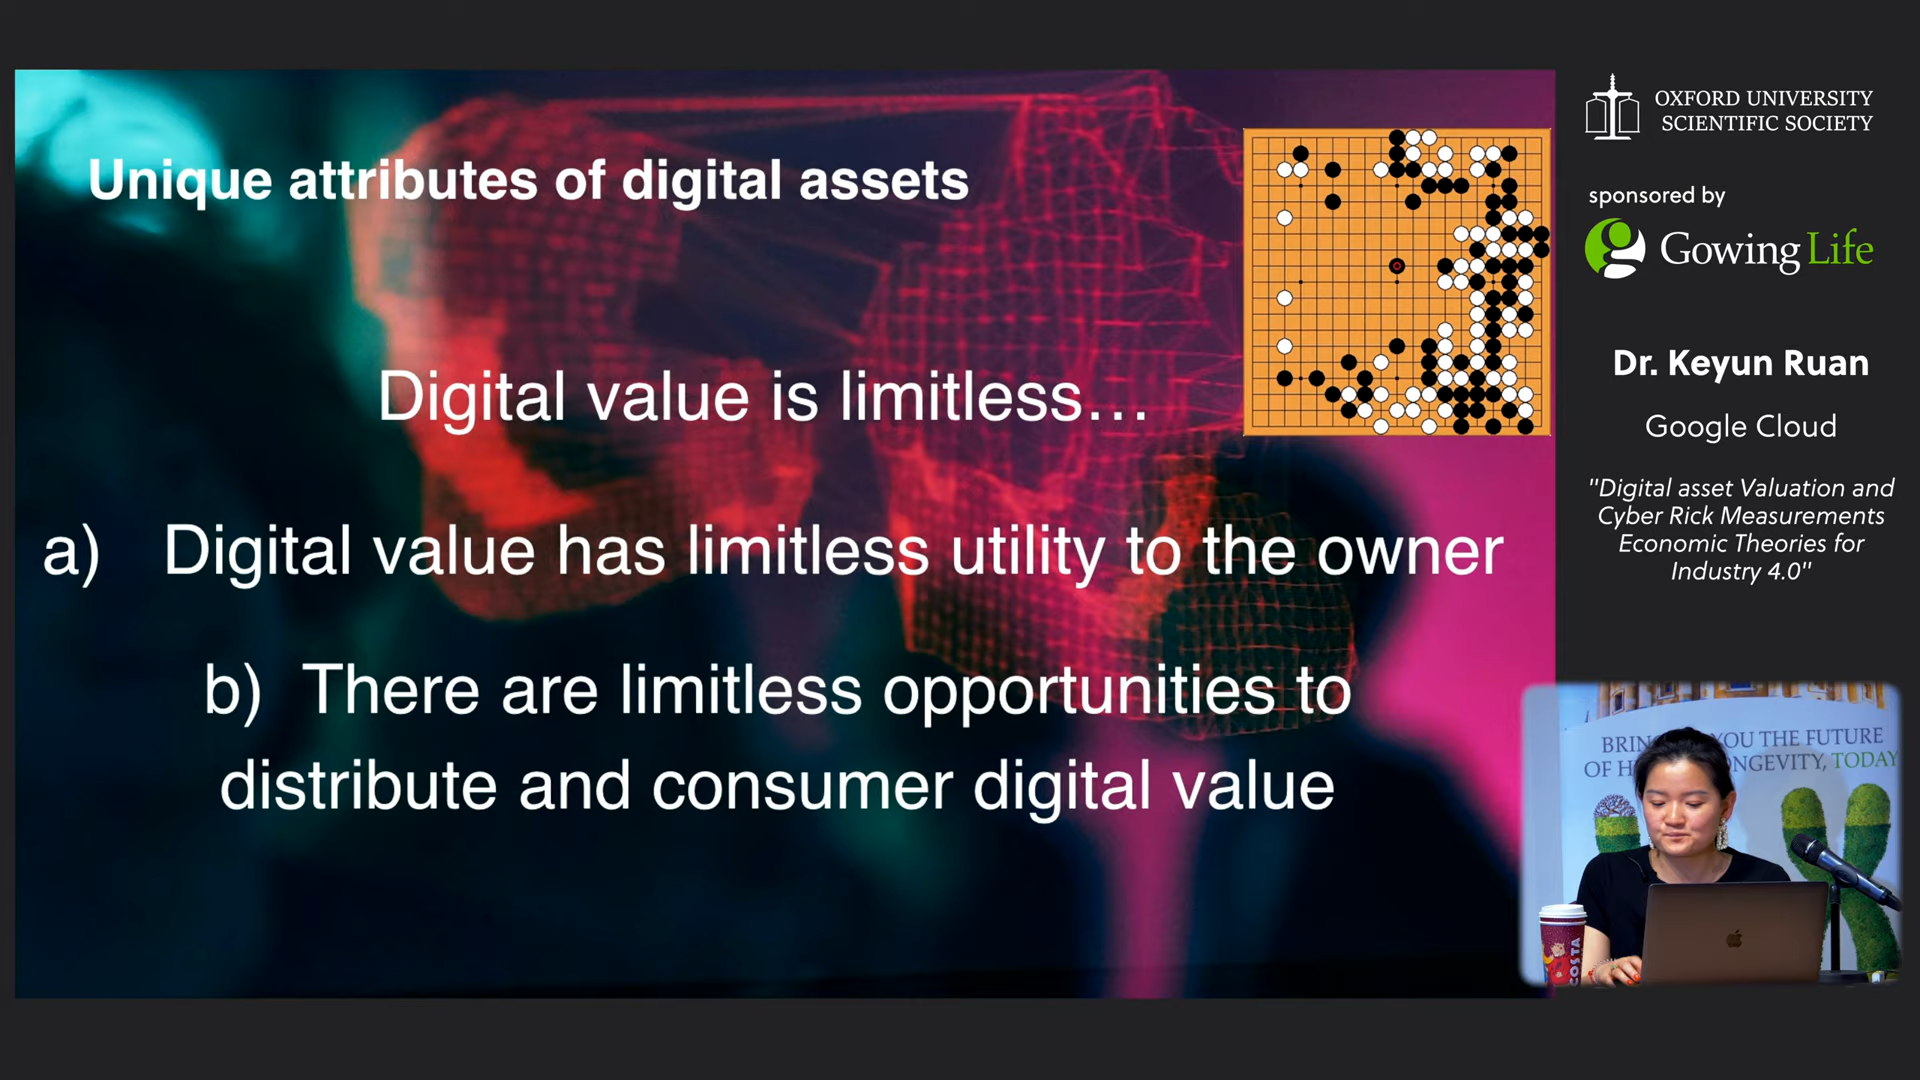 Unique attributes of digital assets
Digital value is limitless...
a) Digital value has limitless utility to the owner
b) There are limitless opportunities to
distribute and consumer digital value
OXFORD UNIVERSITY
SCIENTIFIC SOCIETY
sponsored by
Gowing Life
Dr. Keyun Ruan
Google Cloud
"Digital asset Valuation and
Cyber Rick Measurements
Economic Theories for
Industry 4.0"
YOU THE FUTURE
OF
TODAY
COSTA